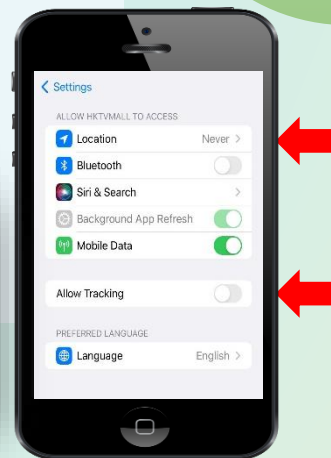 Settings
ALLOW HKTVMALL TO ACCESS
Location Never
Bluetooth
Siri & Search
Background App Refresh
Mobile Data
Allow Tracking
PREFERRED LANGUAGE
Language English